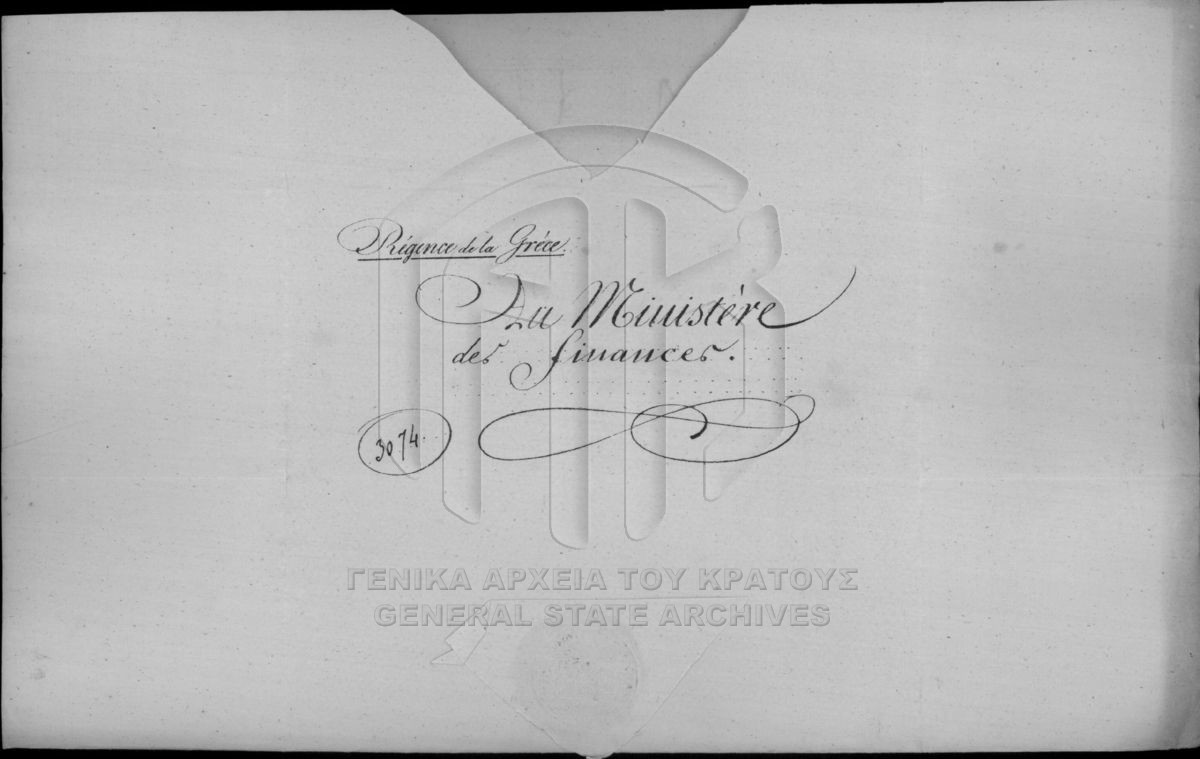 Régence de la Grèce.
Au Ministère
des finances.
3074.
ΓΕΝΙΚΑ ΑΡΧΕΙΑ ΤΟΥ ΚΡΑΤΟΥΣ
GENERAL STATE ARCHIVES